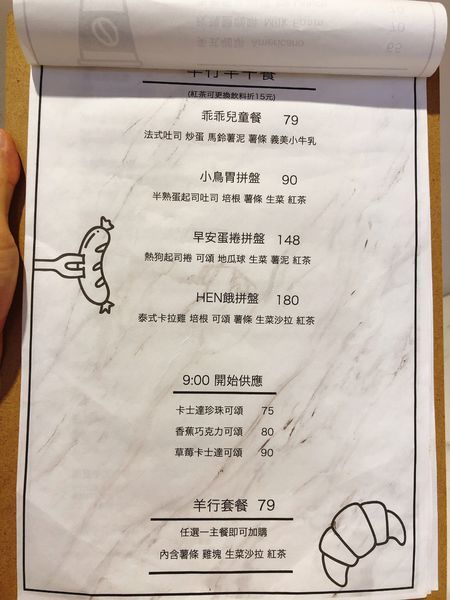 (紅茶可更換飲料折15元)
乖乖兒童餐 79
法式吐司 炒蛋 馬鈴薯泥 薯條 義美小牛乳
小鳥胃拼盤 90
半熟蛋起司吐司 培根 薯條 生菜 紅茶
早安蛋捲拼盤 148
熱狗起司捲 可頌 地瓜球 生菜 薯泥 紅茶
HEN餓拼盤 180
泰式卡拉雞 培根 可頌 薯條 生菜沙拉 紅茶
9:00 開始供應
卡士達珍珠可頌 75
香蕉巧克力可頌 80
草莓卡士達可頌 90
羊行套餐 79
任選一主餐即可加購
內含薯條 雞塊 生菜沙拉 紅茶